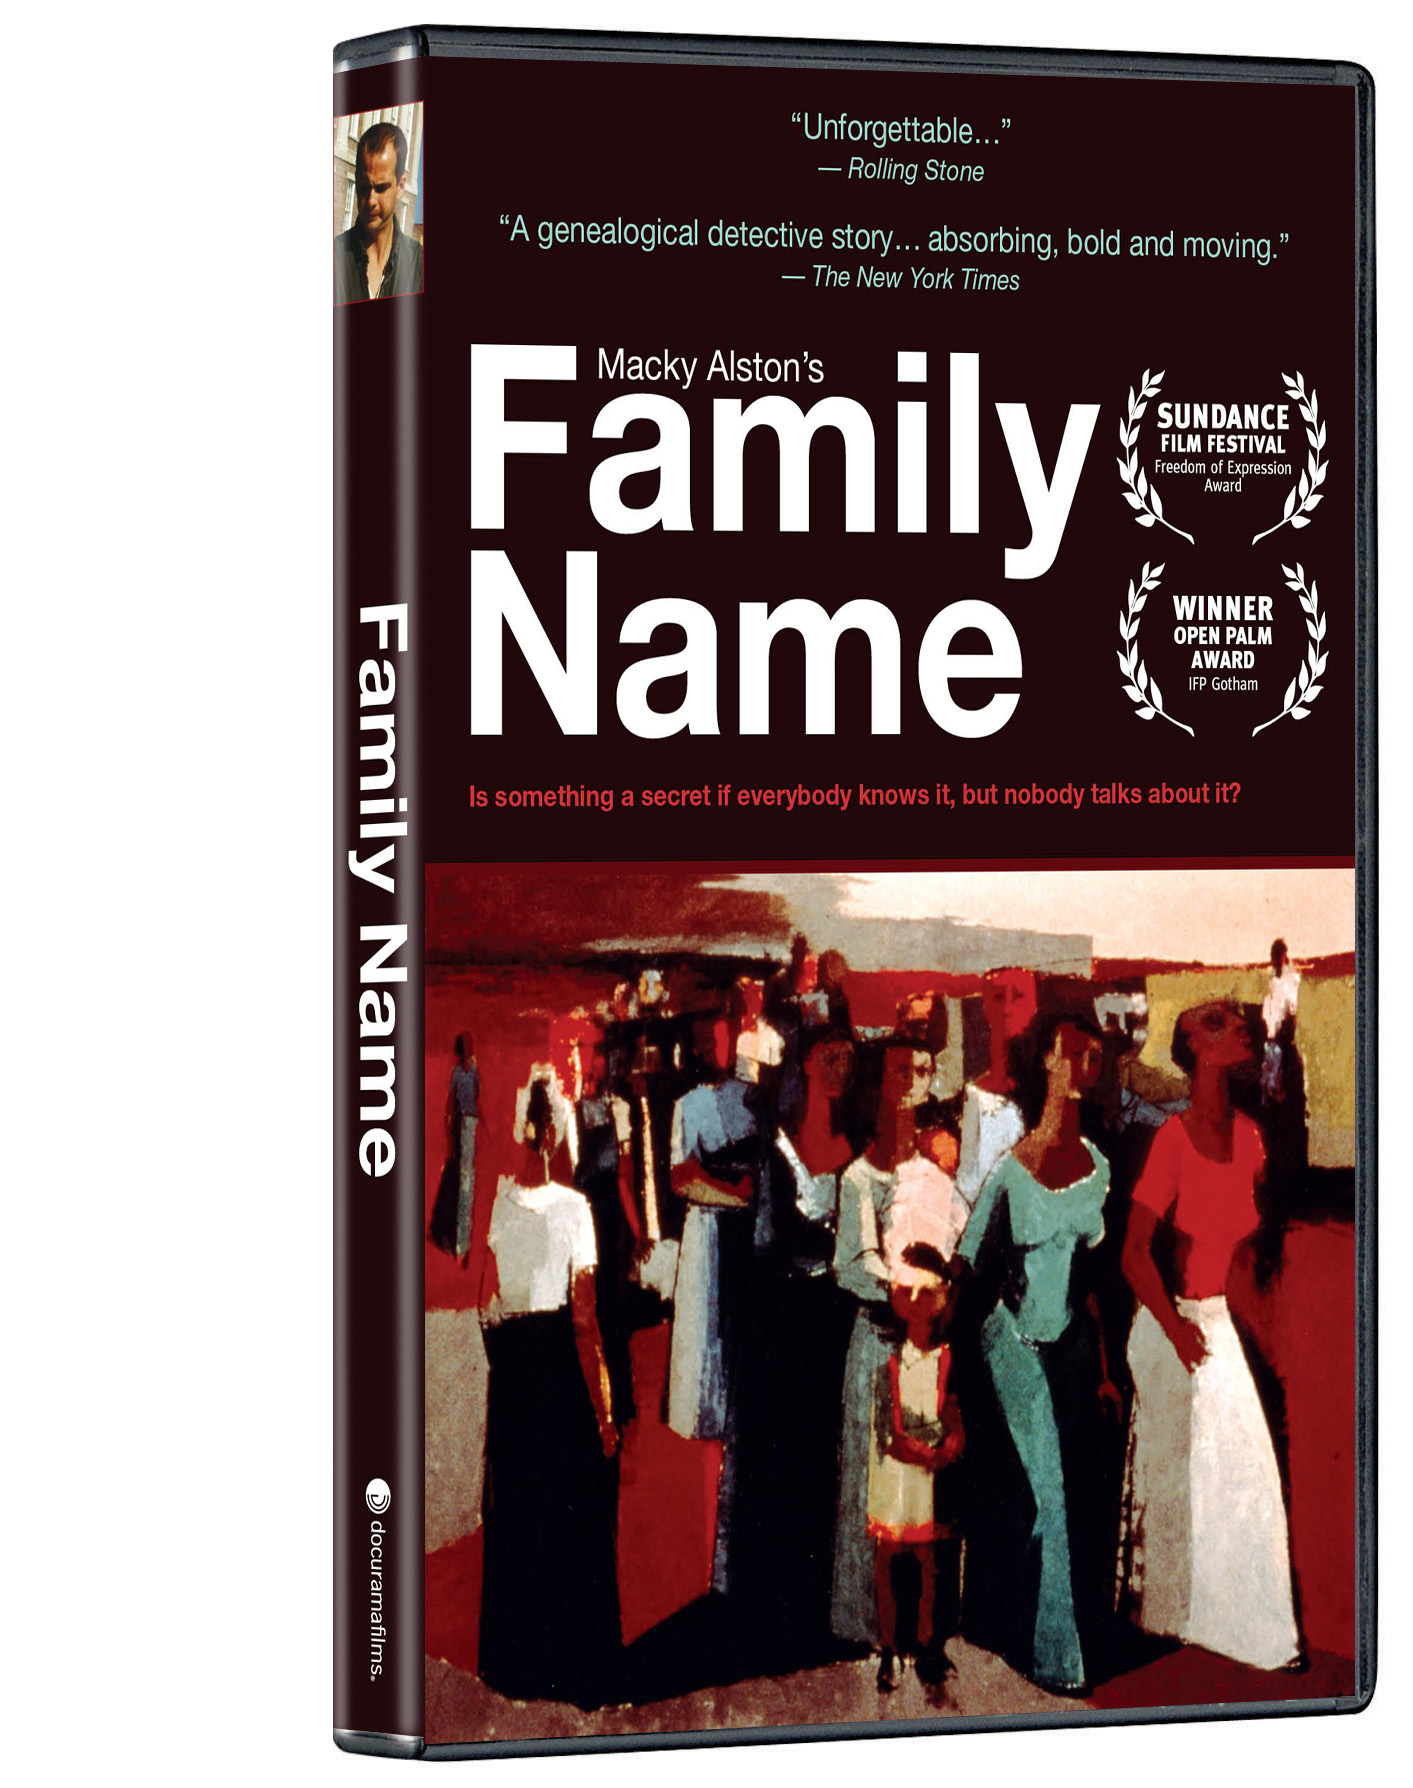 “Unforgettable...”
— Rolling Stone
“A genealogical detective story... absorbing, bold and moving.”
— The New York Times
Macky Alston’s
Family
Name
SUNDANCE
FILM FESTIVAL
Freedom of Expression
Award
WINNER
OPEN PALM
AWARD
IFP Gotham
Is something a secret if everybody knows it, but nobody talks about it?
Family Name
docuramafilms.